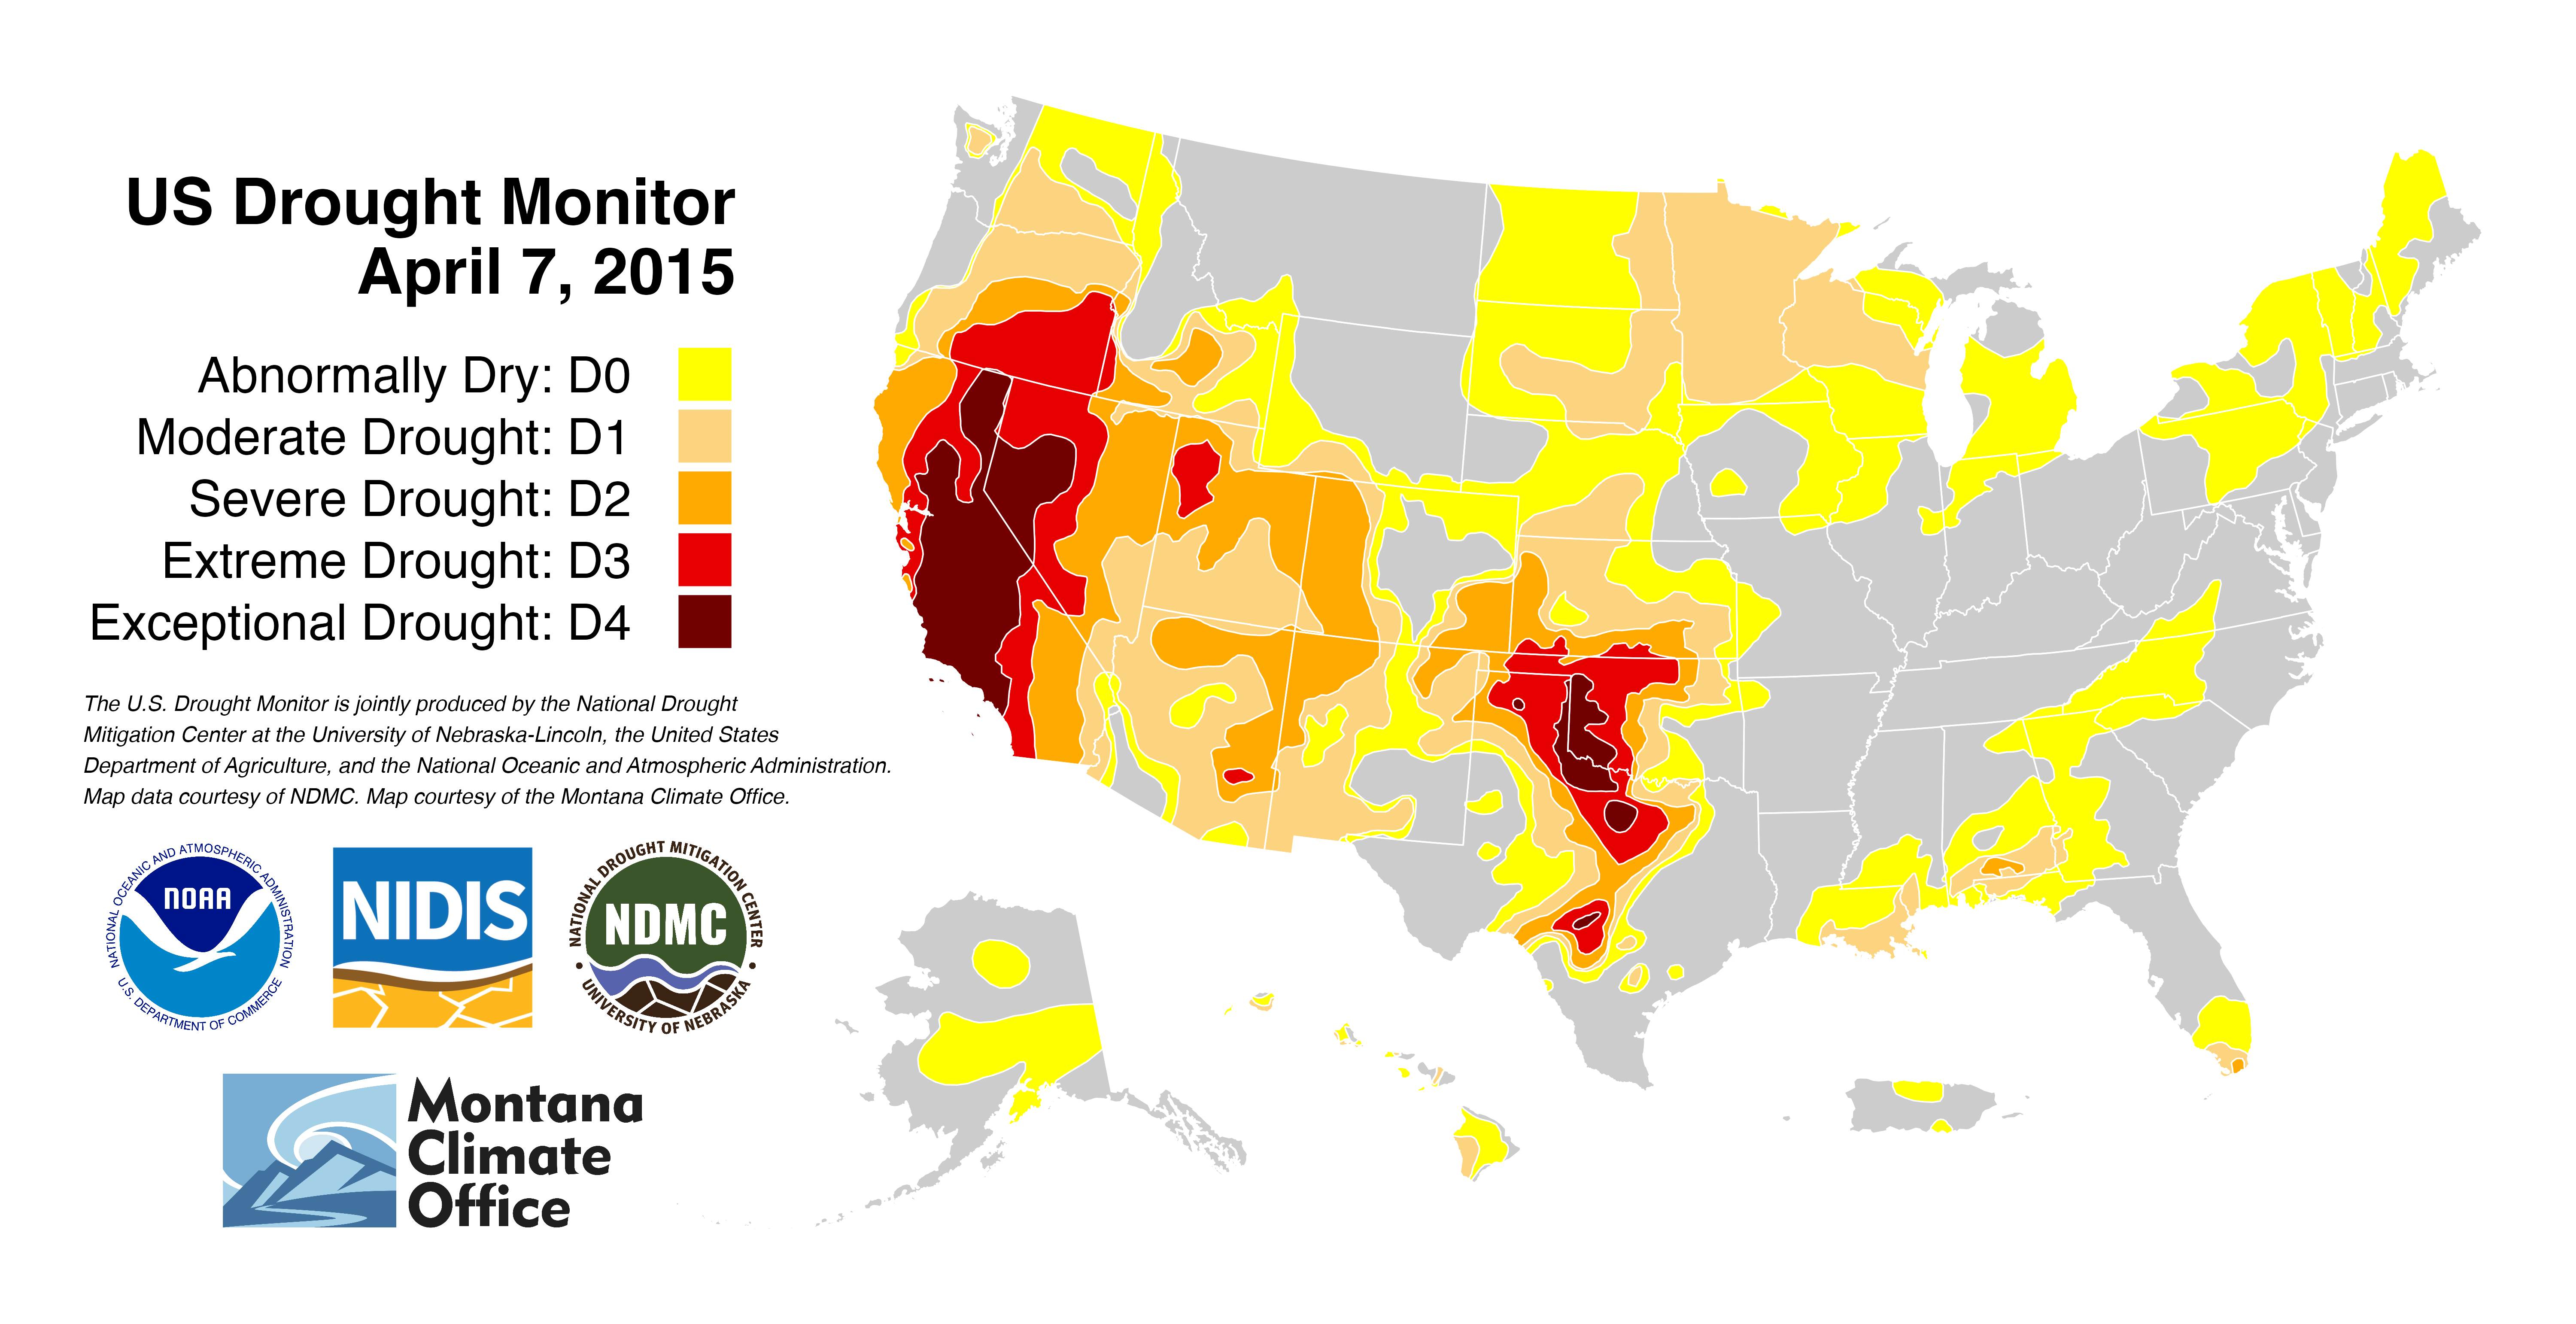 US Drought Monitor
April 7, 2015
Abnormally Dry: D0
Moderate Drought: D1
Severe Drought: D2
Extreme Drought: D3
Exceptional Drought: D4
The U.S. Drought Monitor is jointly produced by the National Drought
Mitigation Center at the University of Nebraska-Lincoln, the United States
Department of Agriculture, and the National Oceanic and Atmospheric Administration.
Map data courtesy of NDMC. Map courtesy of the Montana Climate Office.
NATIONAL OCEANIC AND ATMOSPHERIC ADMINISTRATION
NOAA
U.S. DEPARTMENT OF COMMERCE
NIDIS
NATIONAL DROUGHT MITIGATION CENTER
NDMC
UNIVERSITY OF NEBRASKA
Montana
Climate
Office